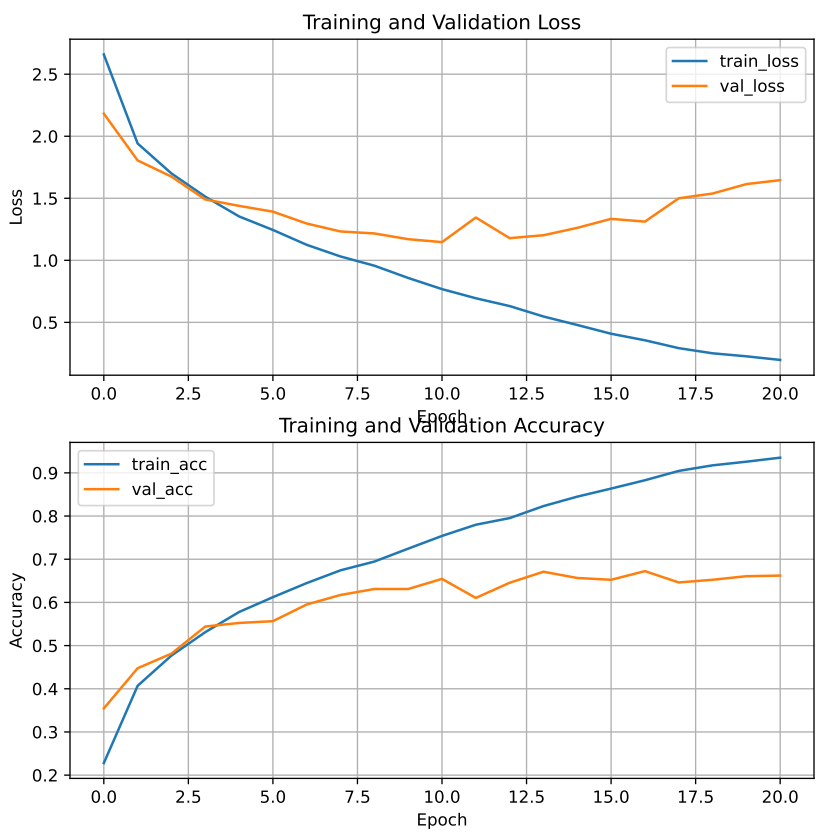 Training and Validation Loss
train_loss
val_loss
2.5
2.0
1.5
1.0
0.5
Loss
0.0 2.5 5.0 7.5 10.0 12.5 15.0 17.5 20.0
Epoch
Training and Validation Accuracy
train_acc
val_acc
0.9
0.8
0.7
0.6
0.5
0.4
0.3
0.2
Accuracy
0.0 2.5 5.0 7.5 10.0 12.5 15.0 17.5 20.0
Epoch